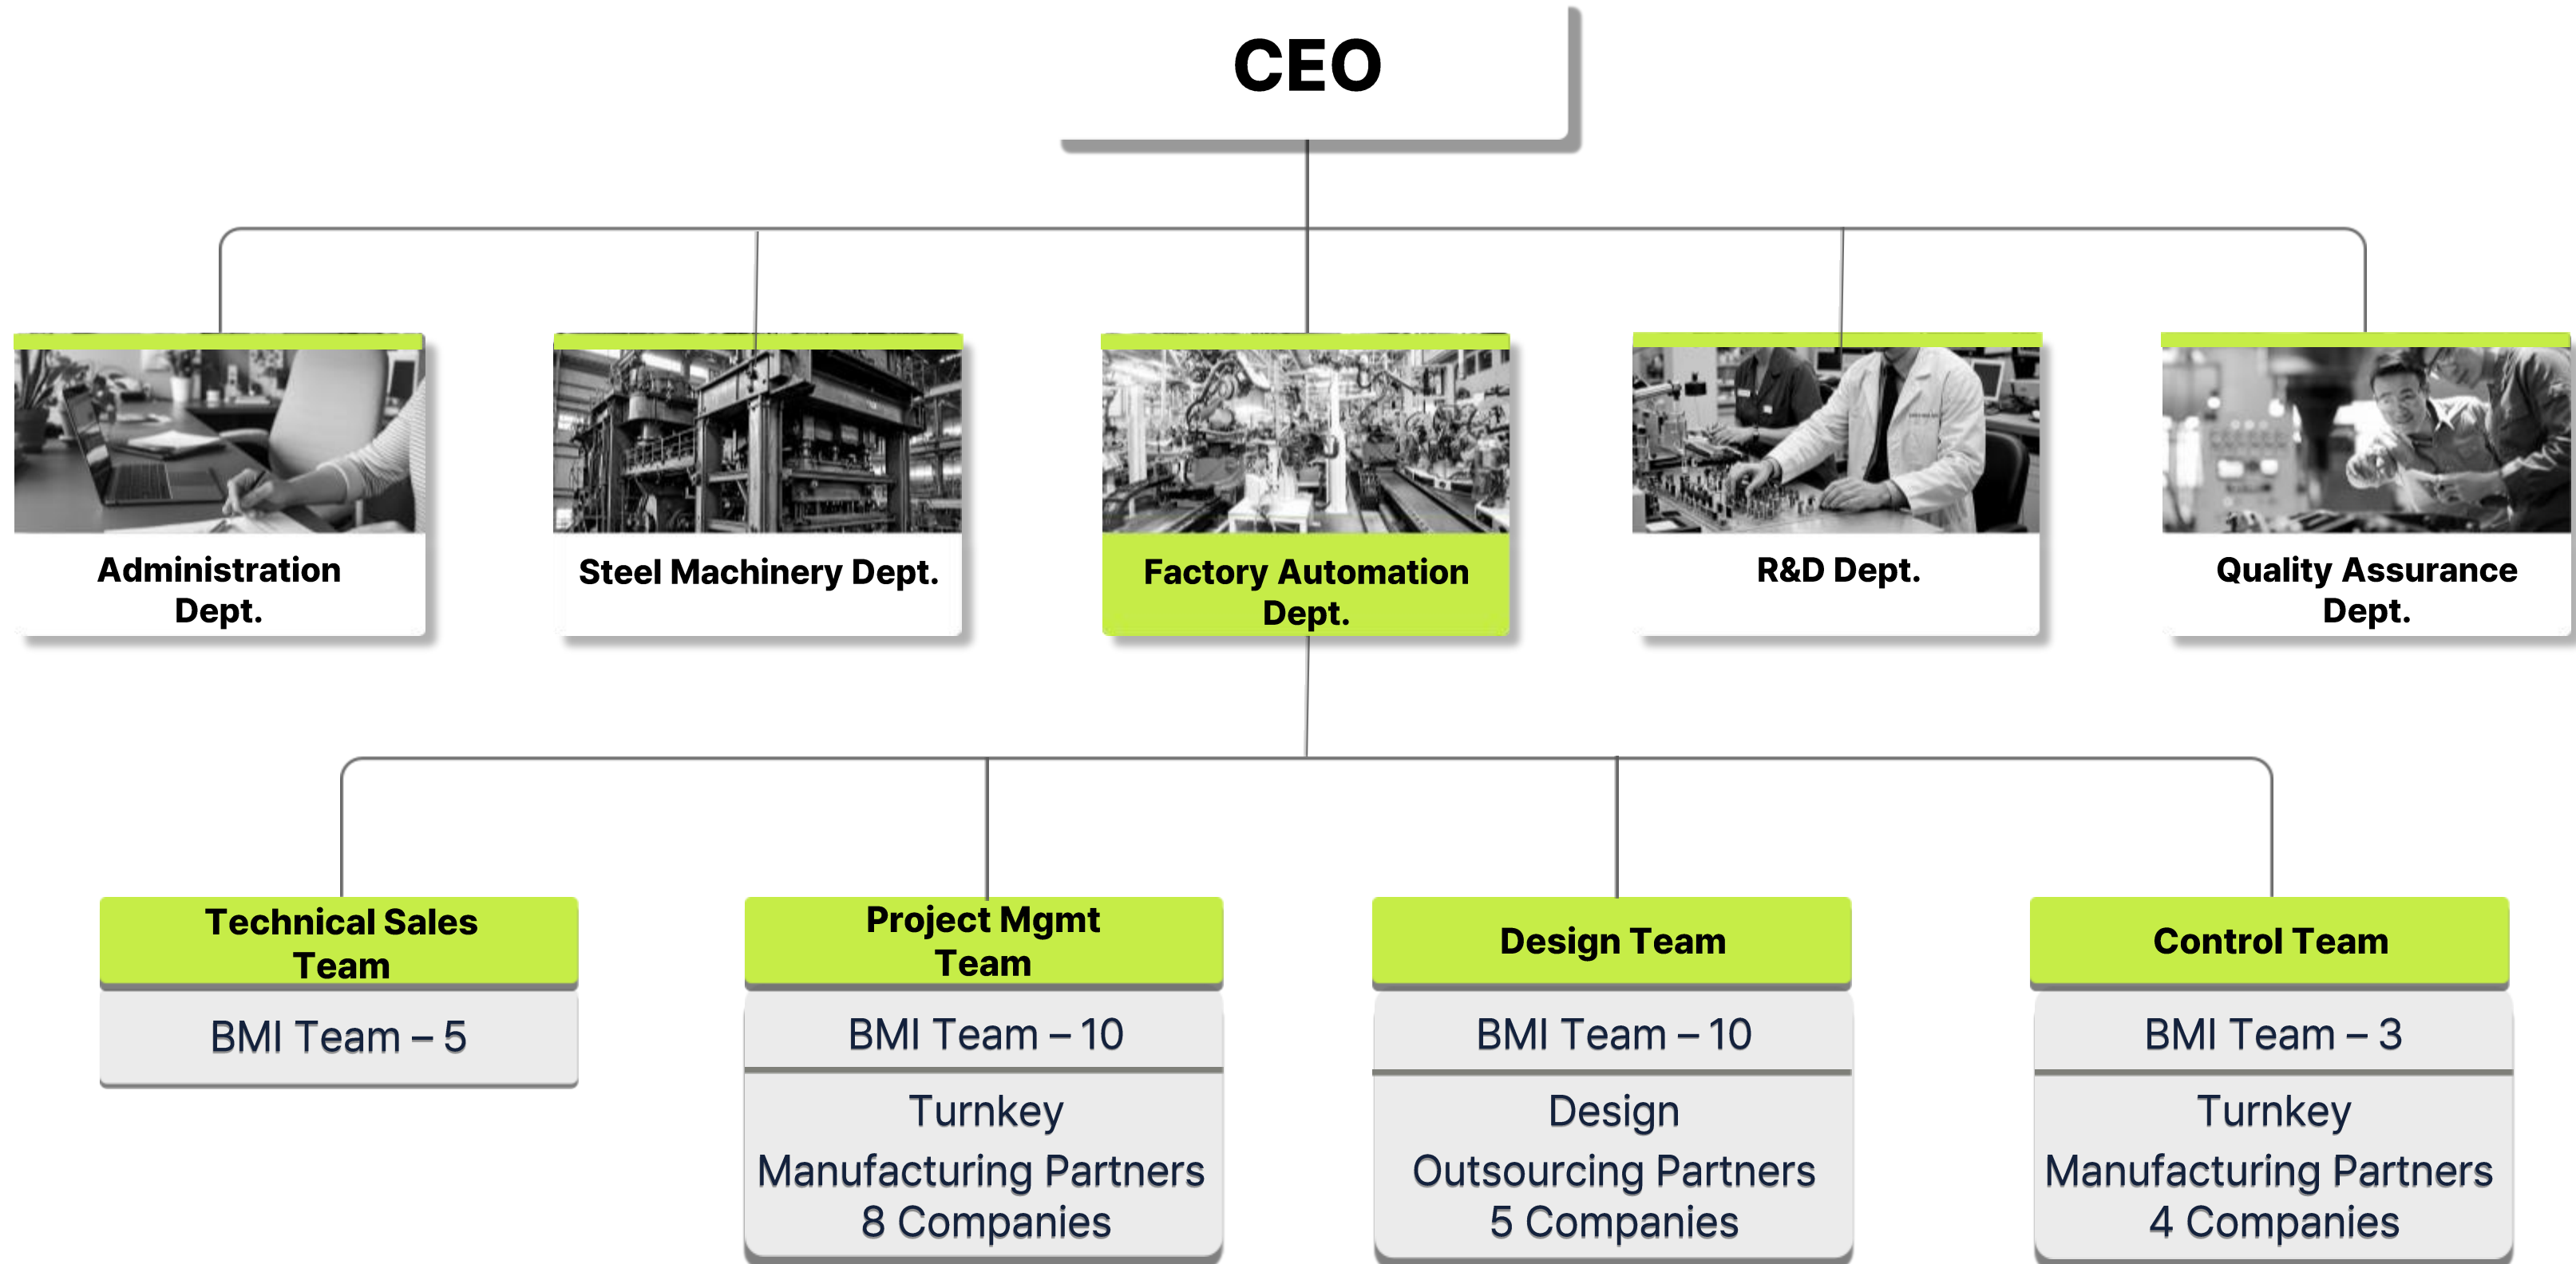 CEO
Administration
Dept.
Steel Machinery Dept.
Factory Automation
Dept.
R&D Dept.
Quality Assurance
Dept.
Technical Sales
Team
BMI Team – 5
Project Mgmt
Team
BMI Team – 10
Turnkey
Manufacturing Partners
8 Companies
Design Team
BMI Team – 10
Design
Outsourcing Partners
5 Companies
Control Team
BMI Team – 3
Turnkey
Manufacturing Partners
4 Companies